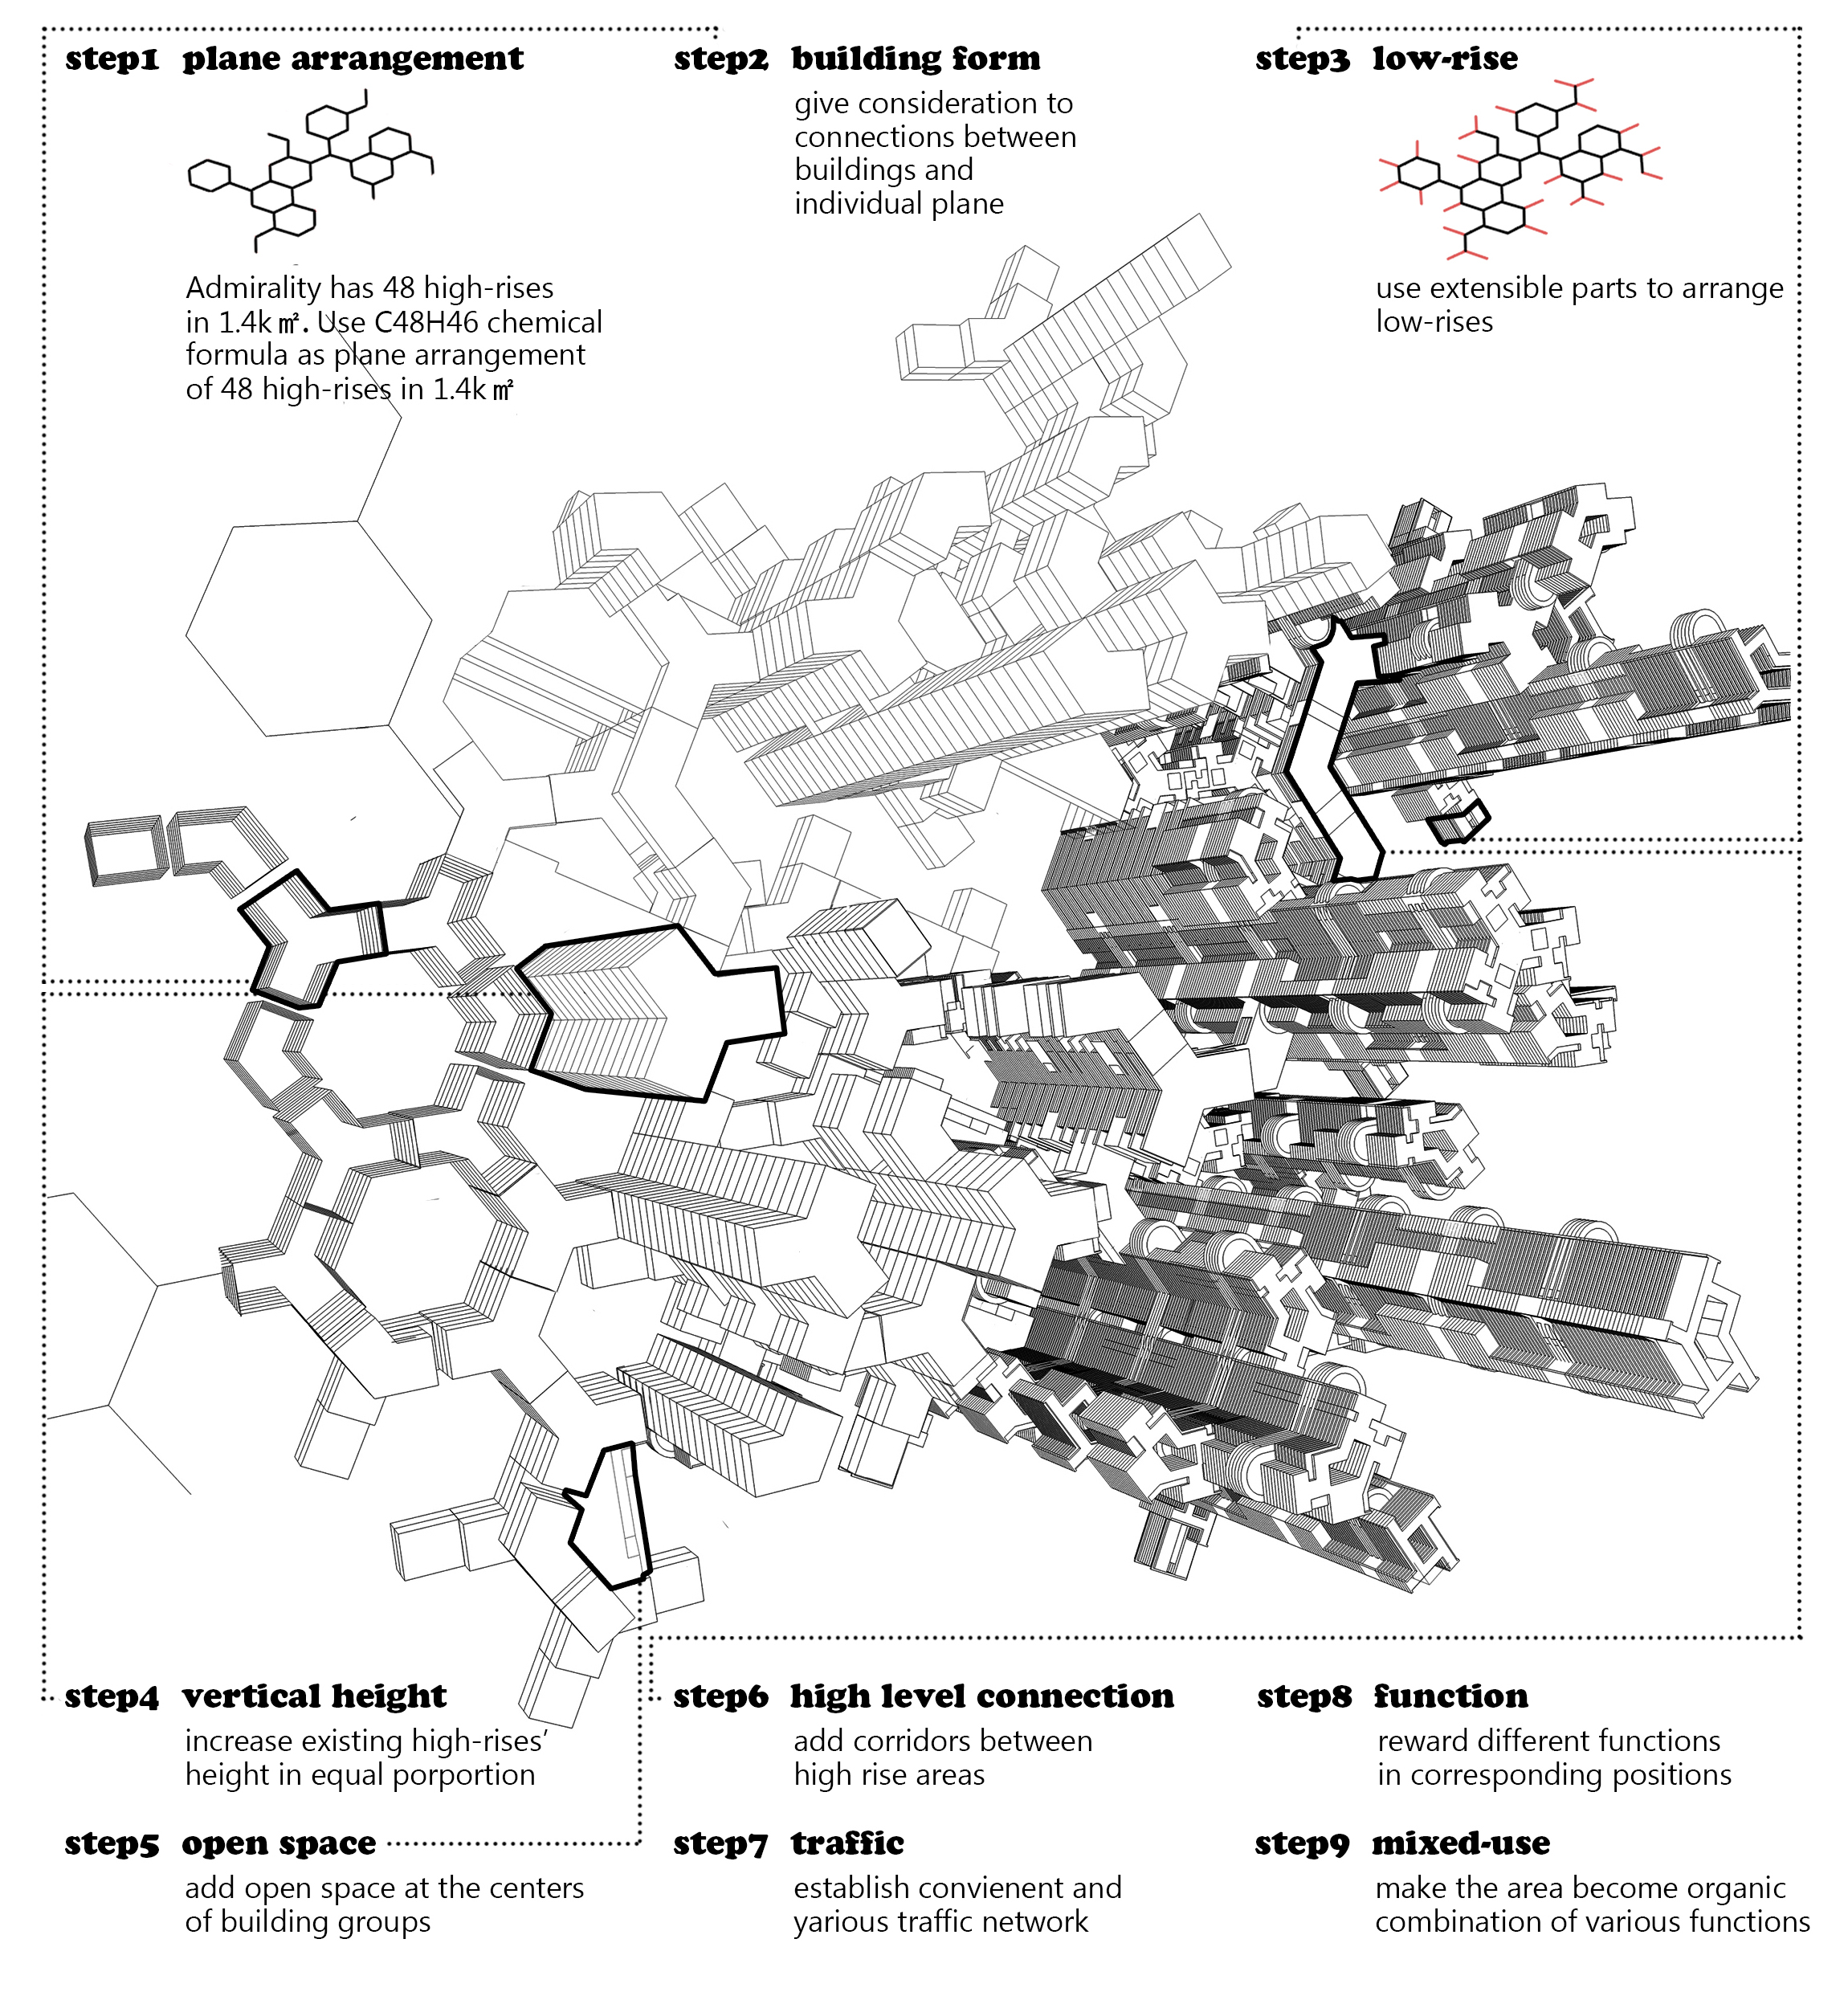 step1 plane arrangement
Admirality has 48 high-rises
in 1.4k㎡. Use C48H46 chemical
formula as plane arrangement
of 48 high-rises in 1.4k㎡
step2 building form
give consideration to
connections between
buildings and
individual plane
step3 low-rise
use extensible parts to arrange
low-rises
step4 vertical height
increase existing high-rises’
height in equal porportion
step5 open space
add open space at the centers
of building groups
step6 high level connection
add corridors between
high rise areas
step7 traffic
establish convienent and
yarious traffic network
step8 function
reward different functions
in corresponding positions
step9 mixed-use
make the area become organic
combination of various functions